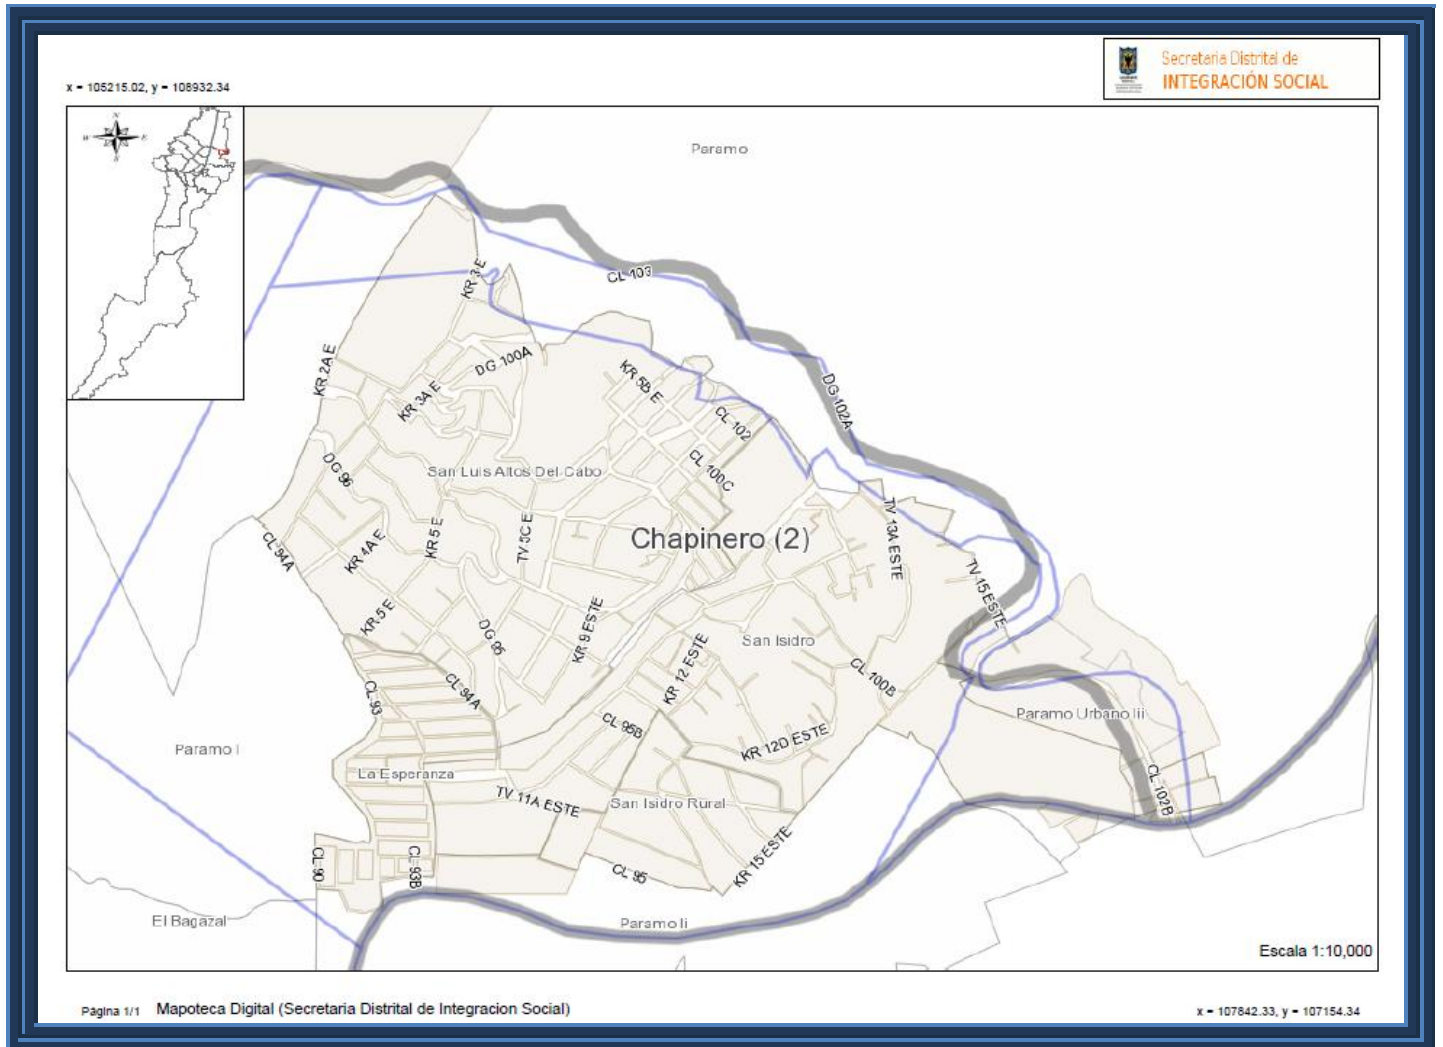 Secretaria Distrital de
INTEGRACIÓN SOCIAL
x = 105215.02, y = 108932.34
N
W E
S
Paramo
CL 103
KR 3 E
DG 100A
KR 2A E
KR 3A E
KR 5B E
DG 102A
CL 102
CL 100C
San Luis Altos Del Cabo
DG 96
Chapinero (2)
TV 13A ESTE
CL 94A
KR 4A E
KR 5 E
TV 5C E
TV 15 ESTE
KR 5 E
DG 95
KR 9 ESTE
San Isidro
KR 12 ESTE
CL 100B
CL 94A
CL 93
Paramo Urbano Iii
CL 95B
KR 12D ESTE
Paramo I
La Esperanza
TV 11A ESTE
San Isidro Rural
CL 102B
CL 90
CL 93B
CL 95
KR 15 ESTE
El Bagazal
Paramo Ii
Escala 1:10,000
Página 1/1 Mapoteca Digital (Secretaria Distrital de Integracion Social)
x = 107842.33, y = 107154.34